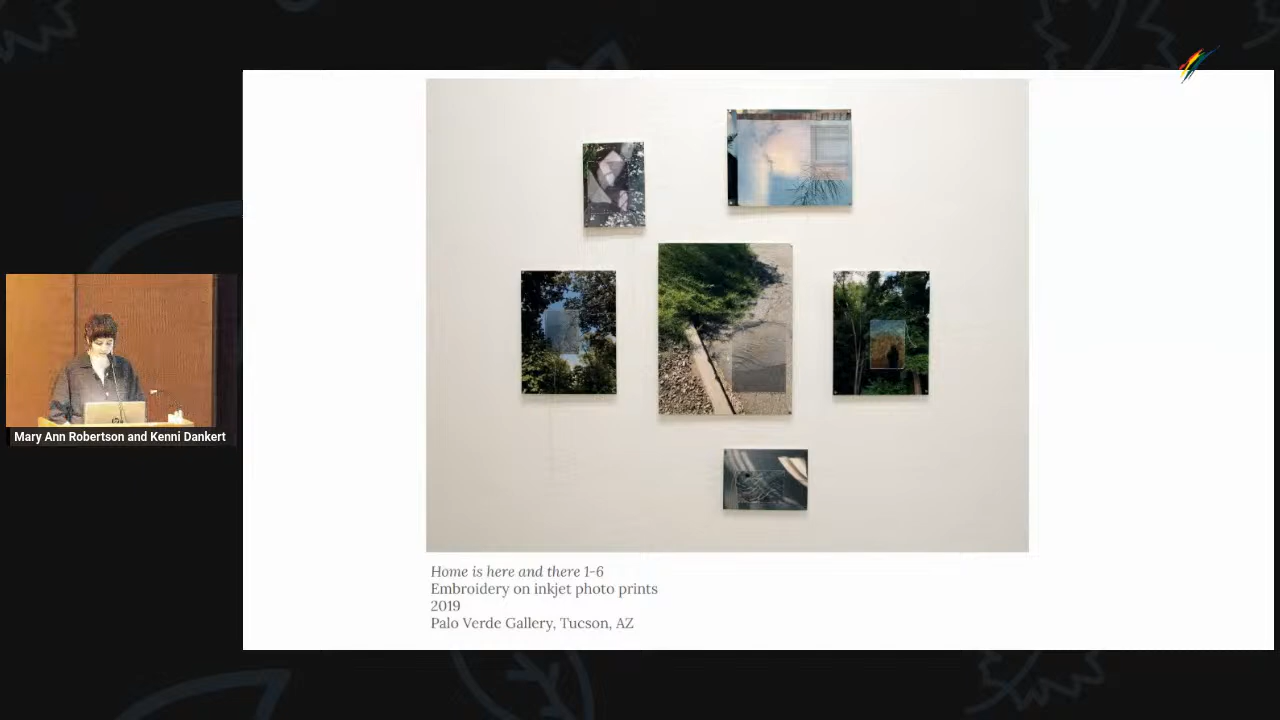 Mary Ann Robertson and Kenni Dankert
Home is here and there 1-6
Embroidery on inkjet photo prints
2019
Palo Verde Gallery, Tucson, AZ